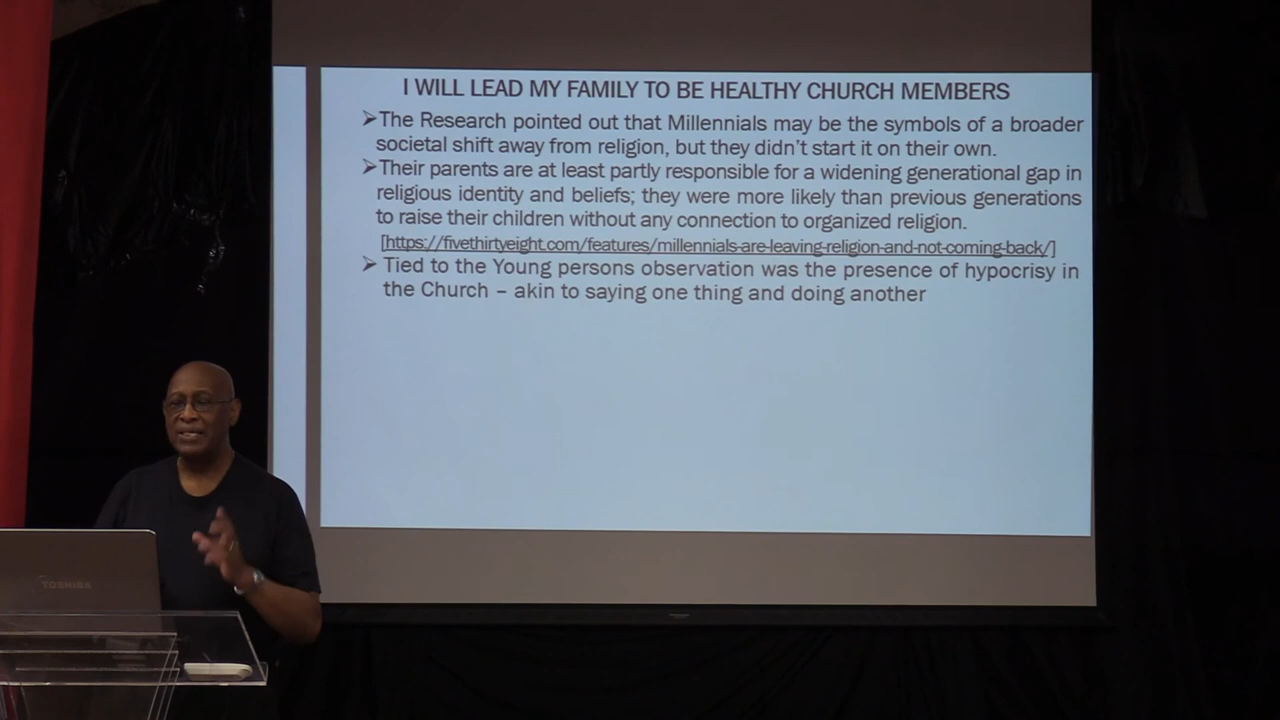 I WILL LEAD MY FAMILY TO BE HEALTHY CHURCH MEMBERS
➢The Research pointed out that Millennials may be the symbols of a broader
societal shift away from religion, but they didn't start it on their own.
➢Their parents are at least partly responsible for a widening generational gap in
religious identity and beliefs; they were more likely than previous generations
to raise their children without any connection to organized religion.
[https://fivethirtyeight.com/features/millennials-are-leaving-religion-and-not-coming-back/]
➢ Tied to the Young persons observation was the presence of hypocrisy in
the Church – akin to saying one thing and doing another
TOSHIBA